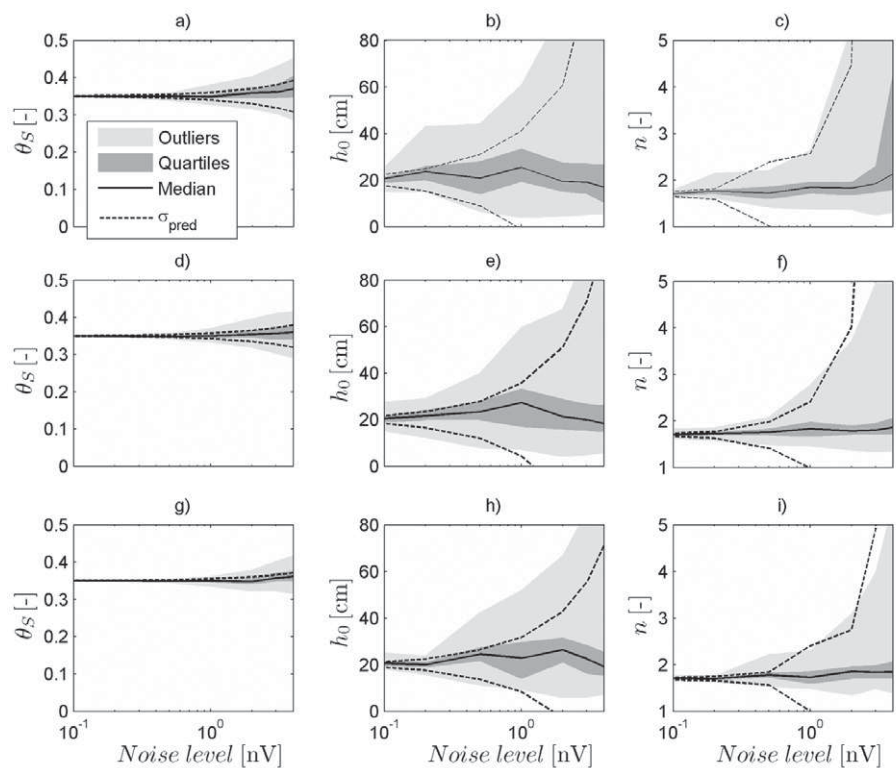 a)
b)
c)
0.5
0.4
0.3
0.2
0.1
0
θS [-]
Outliers
Quartiles
Median
σpred
80
60
40
20
0
h0 [cm]
5
4
3
2
1
n [-]
d)
e)
f)
0.5
0.4
0.3
0.2
0.1
0
θS [-]
80
60
40
20
0
h0 [cm]
5
4
3
2
1
n [-]
g)
h)
i)
0.5
0.4
0.3
0.2
0.1
0
θS [-]
10-1
100
Noise level [nV]
80
60
40
20
0
h0 [cm]
10-1
100
Noise level [nV]
5
4
3
2
1
n [-]
10-1
100
Noise level [nV]